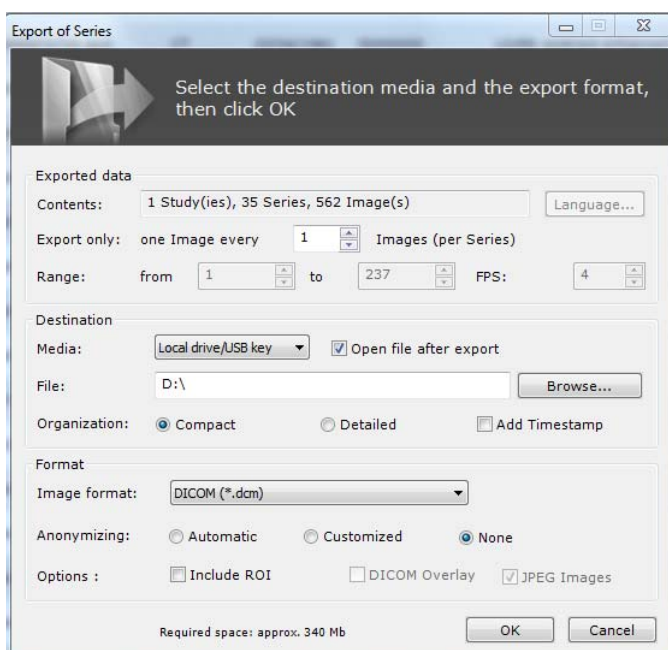 Export of Series
Select the destination media and the export format,
then click OK
Exported data
Contents: 1 Study(ies), 35 Series, 562 Image(s) Language...
Export only: one Image every 1 Images (per Series)
Range: from 1 to 237 FPS: 4
Destination
Media: Local drive/USB key Open file after export
File: D:\ Browse...
Organization: Compact Detailed Add Timestamp
Format
Image format: DICOM (*.dcm)
Anonymizing: Automatic Customized None
Options : Include ROI DICOM Overlay JPEG Images
Required space: approx. 340 Mb OK Cancel